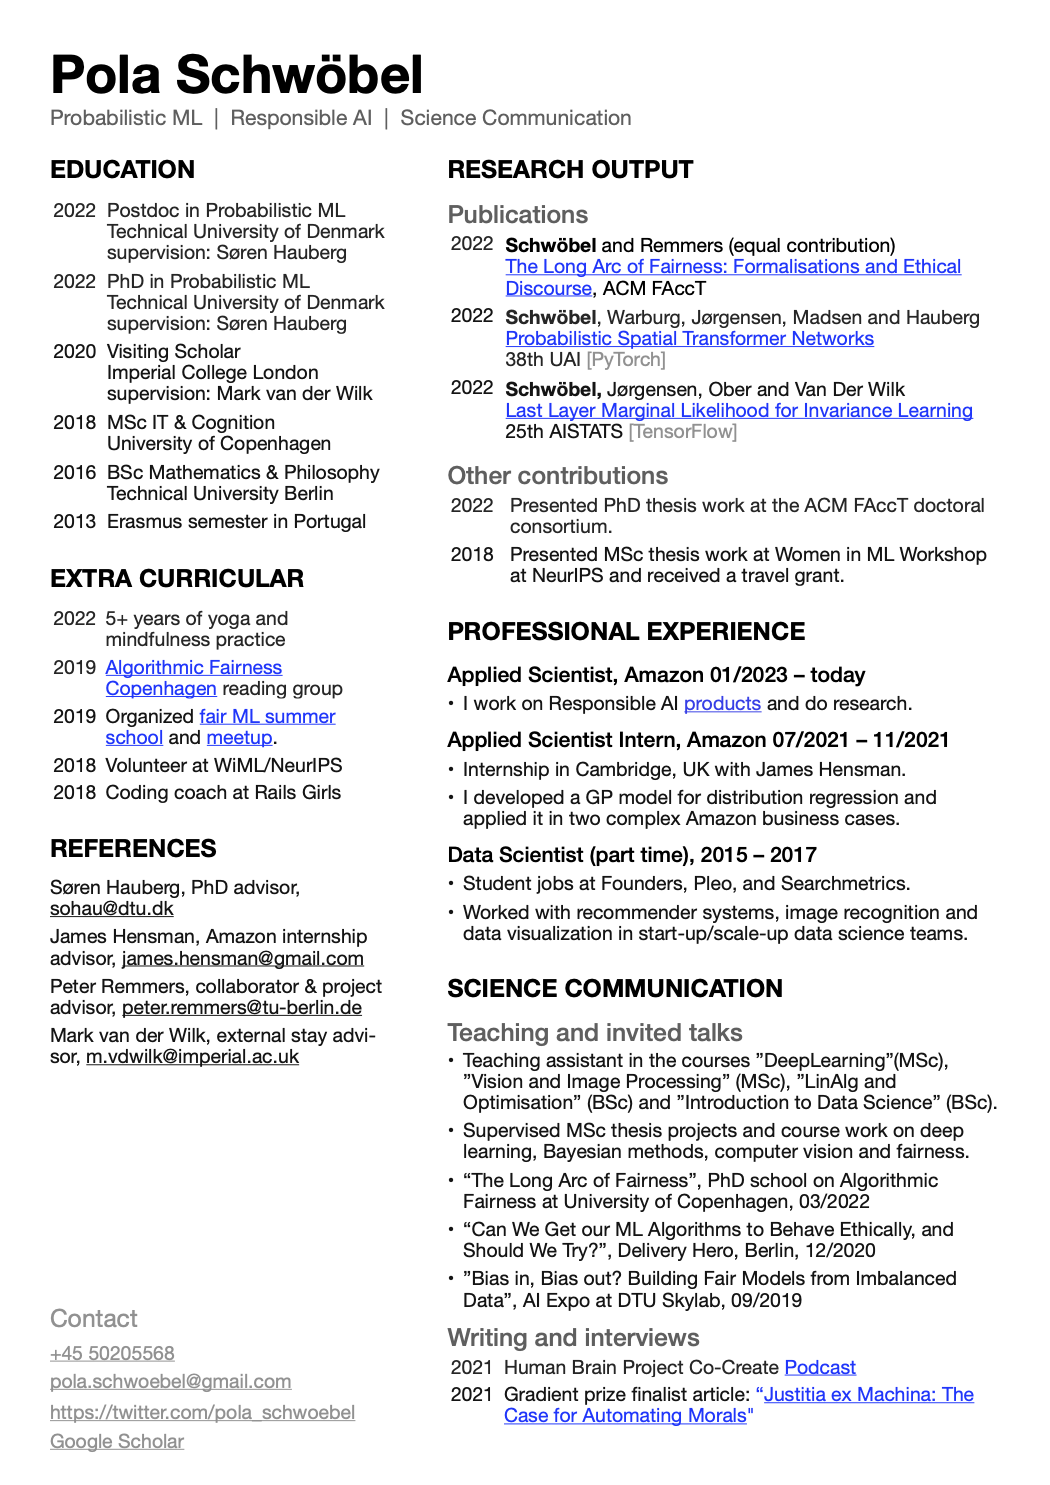 Pola Schwöbel
Probabilistic ML | Responsible AI | Science Communication
EDUCATION
2022 Postdoc in Probabilistic ML
Technical University of Denmark
supervision: Søren Hauberg
2022 PhD in Probabilistic ML
Technical University of Denmark
supervision: Søren Hauberg
2020 Visiting Scholar
Imperial College London
supervision: Mark van der Wilk
2018 MSc IT & Cognition
University of Copenhagen
2016 BSc Mathematics & Philosophy
Technical University Berlin
2013 Erasmus semester in Portugal
EXTRA CURRICULAR
2022 5+ years of yoga and
mindfulness practice
2019 Algorithmic Fairness
Copenhagen reading group
2019 Organized fair ML summer
school and meetup.
2018 Volunteer at WiML/NeurIPS
2018 Coding coach at Rails Girls
REFERENCES
Søren Hauberg, PhD advisor,
sohau@dtu.dk
James Hensman, Amazon internship
advisor, james.hensman@gmail.com
Peter Remmers, collaborator & project
advisor, peter.remmers@tu-berlin.de
Mark van der Wilk, external stay advi-
sor, m.vdwilk@imperial.ac.uk
Contact
+45 50205568
pola.schwoebel@gmail.com
https://twitter.com/pola_schwoebel
Google Scholar
RESEARCH OUTPUT
Publications
2022 Schwöbel and Remmers (equal contribution)
The Long Arc of Fairness: Formalisations and Ethical
Discourse, ACM FAccT
2022 Schwöbel, Warburg, Jørgensen, Madsen and Hauberg
Probabilistic Spatial Transformer Networks
38th UAI [PyTorch]
2022 Schwöbel, Jørgensen, Ober and Van Der Wilk
Last Layer Marginal Likelihood for Invariance Learning
25th AISTATS [TensorFlow]
Other contributions
2022 Presented PhD thesis work at the ACM FAccT doctoral
consortium.
2018 Presented MSc thesis work at Women in ML Workshop
at NeurIPS and received a travel grant.
PROFESSIONAL EXPERIENCE
Applied Scientist, Amazon 01/2023 – today
• I work on Responsible AI products and do research.
Applied Scientist Intern, Amazon 07/2021 – 11/2021
• Internship in Cambridge, UK with James Hensman.
• I developed a GP model for distribution regression and
applied it in two complex Amazon business cases.
Data Scientist (part time), 2015 – 2017
• Student jobs at Founders, Pleo, and Searchmetrics.
• Worked with recommender systems, image recognition and
data visualization in start-up/scale-up data science teams.
SCIENCE COMMUNICATION
Teaching and invited talks
• Teaching assistant in the courses ”DeepLearning”(MSc),
”Vision and Image Processing” (MSc), ”LinAlg and
Optimisation” (BSc) and ”Introduction to Data Science” (BSc).
• Supervised MSc thesis projects and course work on deep
learning, Bayesian methods, computer vision and fairness.
• “The Long Arc of Fairness”, PhD school on Algorithmic
Fairness at University of Copenhagen, 03/2022
• “Can We Get our ML Algorithms to Behave Ethically, and
Should We Try?”, Delivery Hero, Berlin, 12/2020
• ”Bias in, Bias out? Building Fair Models from Imbalanced
Data”, AI Expo at DTU Skylab, 09/2019
Writing and interviews
2021 Human Brain Project Co-Create Podcast
2021 Gradient prize finalist article: “Justitia ex Machina: The
Case for Automating Morals"